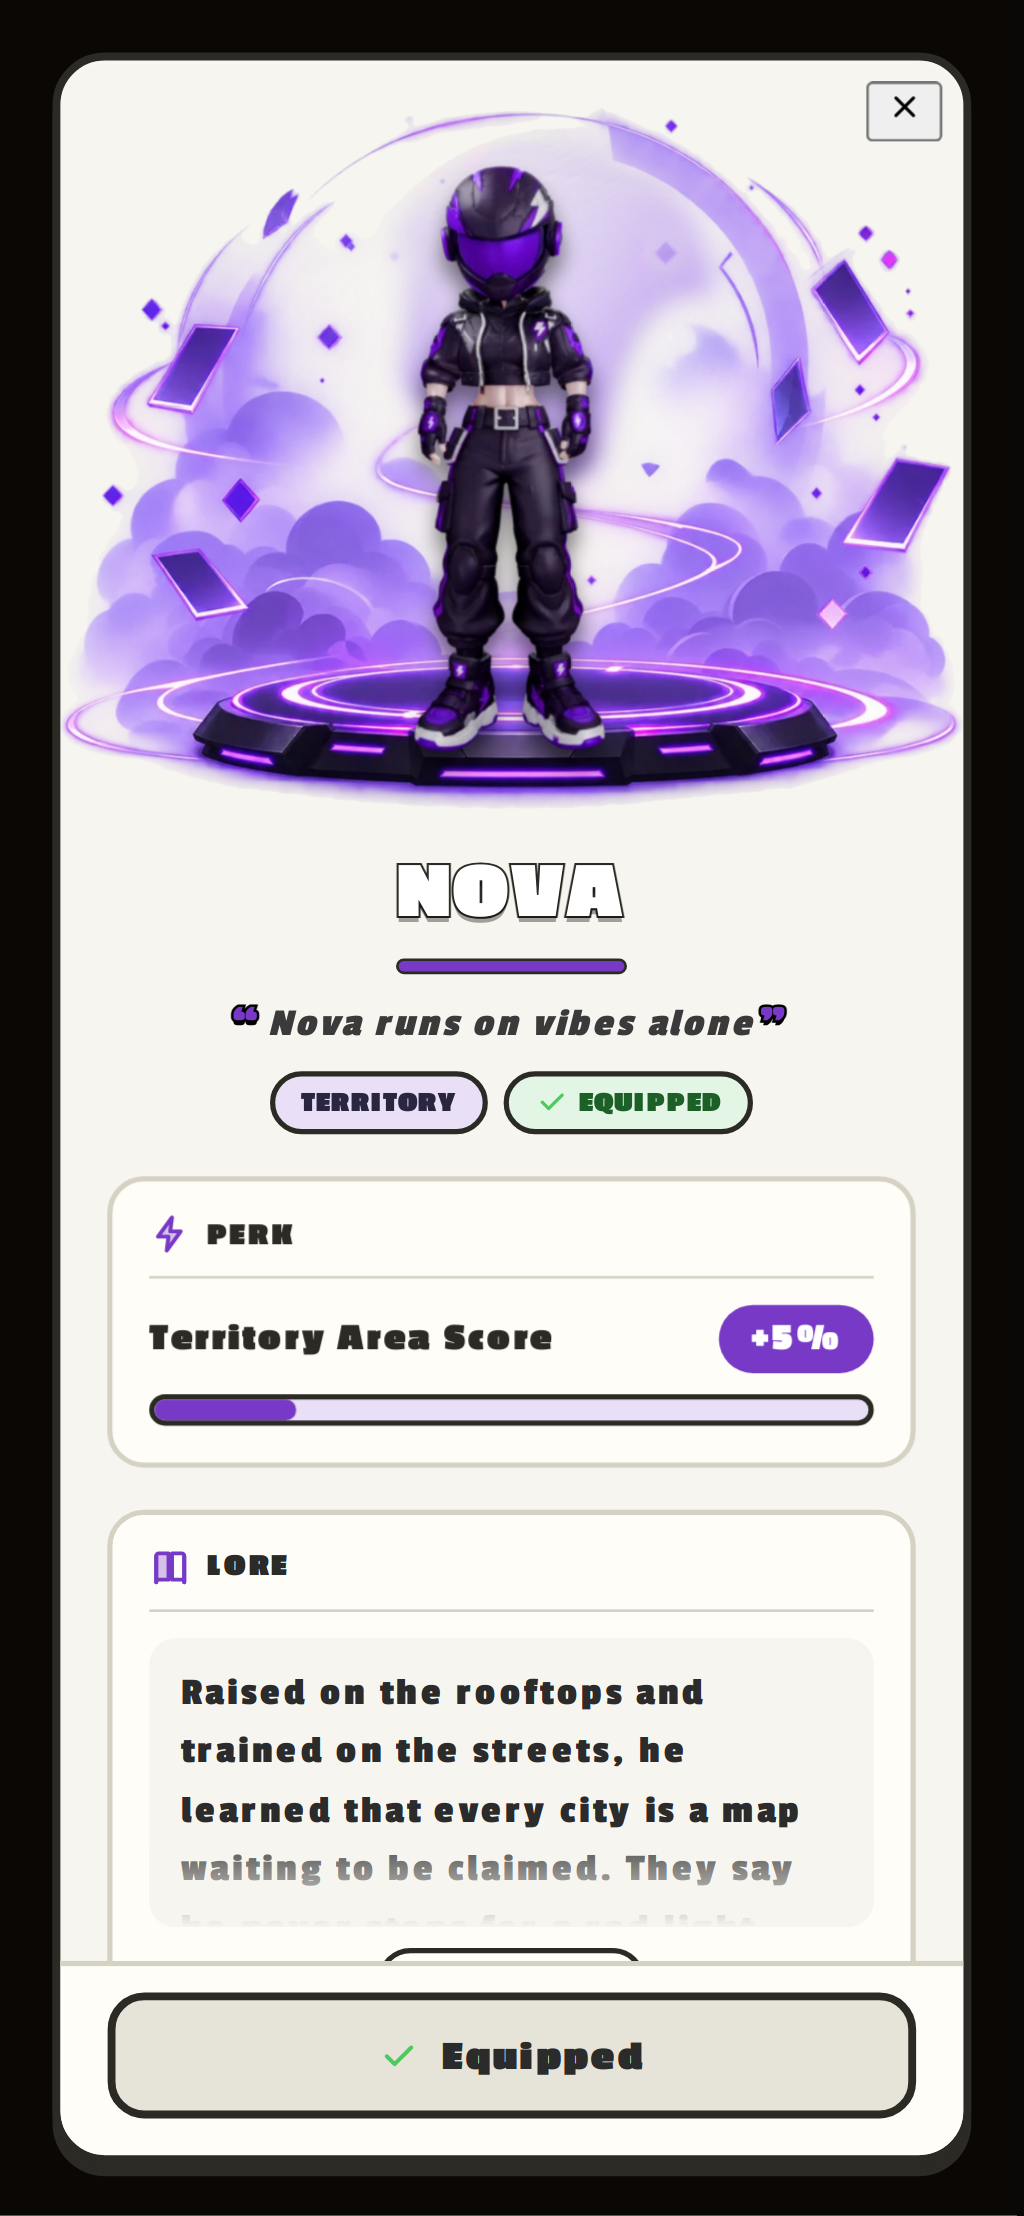 NOVA
❝ Nova runs on vibes alone ❞
TERRITORY
EQUIPPED
PERK
Territory Area Score
+5%
LORE
Raised on the rooftops and
trained on the streets, he
learned that every city is a map
waiting to be claimed. They say
Equipped